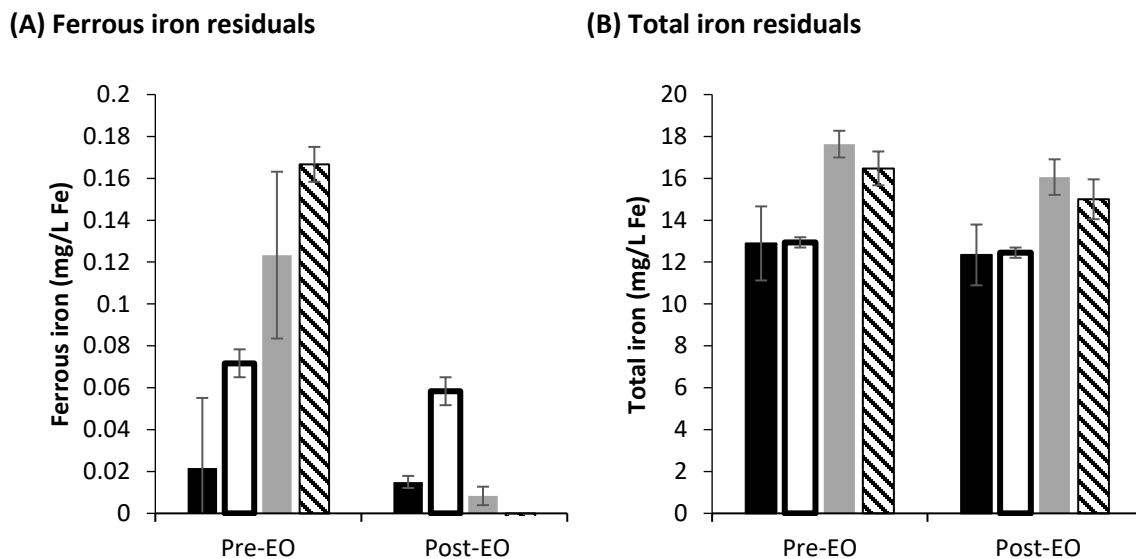 (A) Ferrous iron residuals
0.2
0.18
0.16
0.14
0.12
0.1
0.08
0.06
0.04
0.02
0
Ferrous iron (mg/L Fe)
Pre-EO
Post-EO
(B) Total iron residuals
20
18
16
14
12
10
8
6
4
2
0
Total iron (mg/L Fe)
Pre-EO
Post-EO